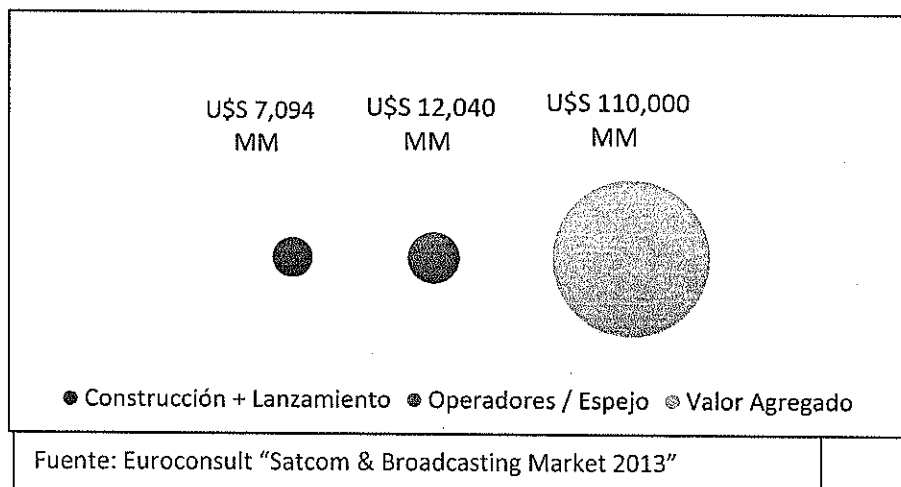 U$S 7,094
MM
U$S 12,040
MM
U$S 110,000
MM
Construcción + Lanzamiento Operadores / Espejo Valor Agregado
Fuente: Euroconsult “Satcom & Broadcasting Market 2013”